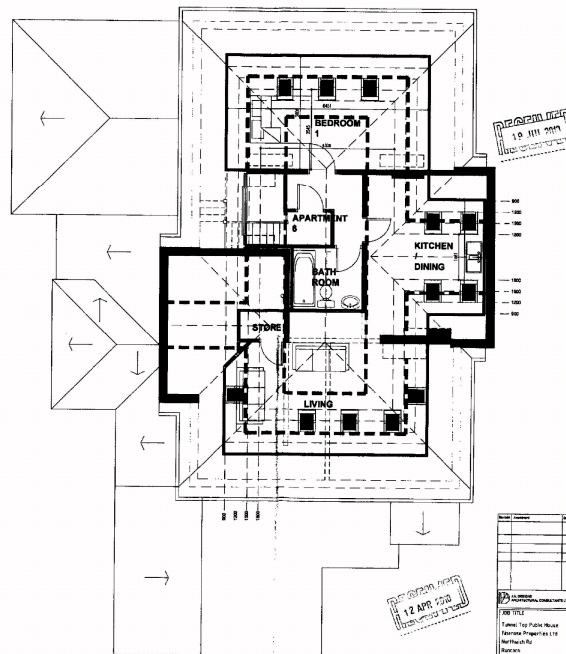 RECEIVED
19 JUL 2010
BEDROOM
1
APARTMENT
6
KITCHEN
DINING
BATH
ROOM
STORE
LIVING
900
1200
1500
1800
1800
1500
1200
900
900
1200
1500
1800
RECEIVED
12 APR 2010
ARCHITECTURAL CONSULTANTS
JOB TITLE
Tunnel Top Public House
Properties Ltd
Northwich Rd
Runcorn